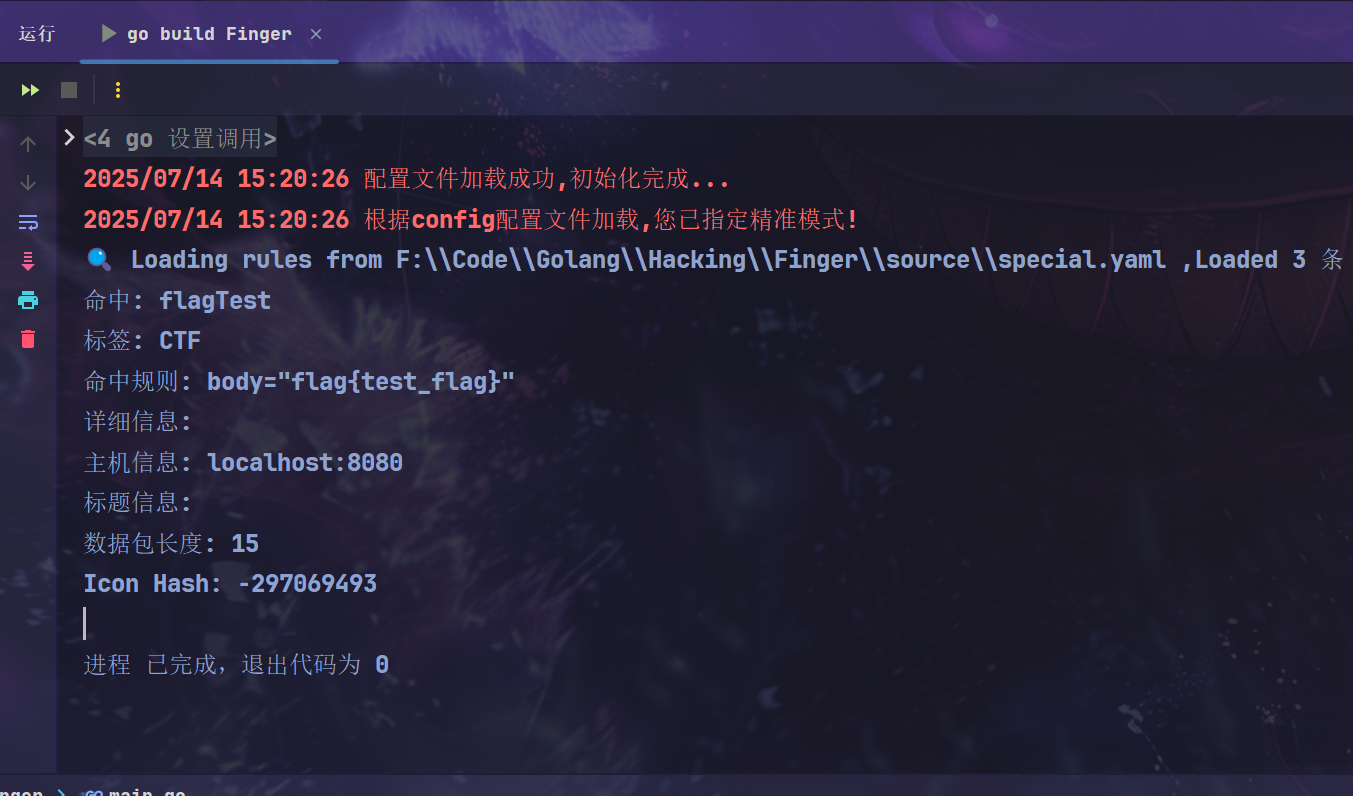 运行
go build Finger
<4 go 设置调用>
2025/07/14 15:20:26 配置文件加载成功,初始化完成...
2025/07/14 15:20:26 根据config配置文件加载,您已指定精准模式!
Loading rules from F:\\Code\\Golang\\Hacking\\Finger\\source\\special.yaml ,Loaded 3 条
命中: flagTest
标签: CTF
命中规则: body="flag{test_flag}"
详细信息:
主机信息: localhost:8080
标题信息:
数据包长度: 15
Icon Hash: -297069493
进程 已完成，退出代码为 0
main.go